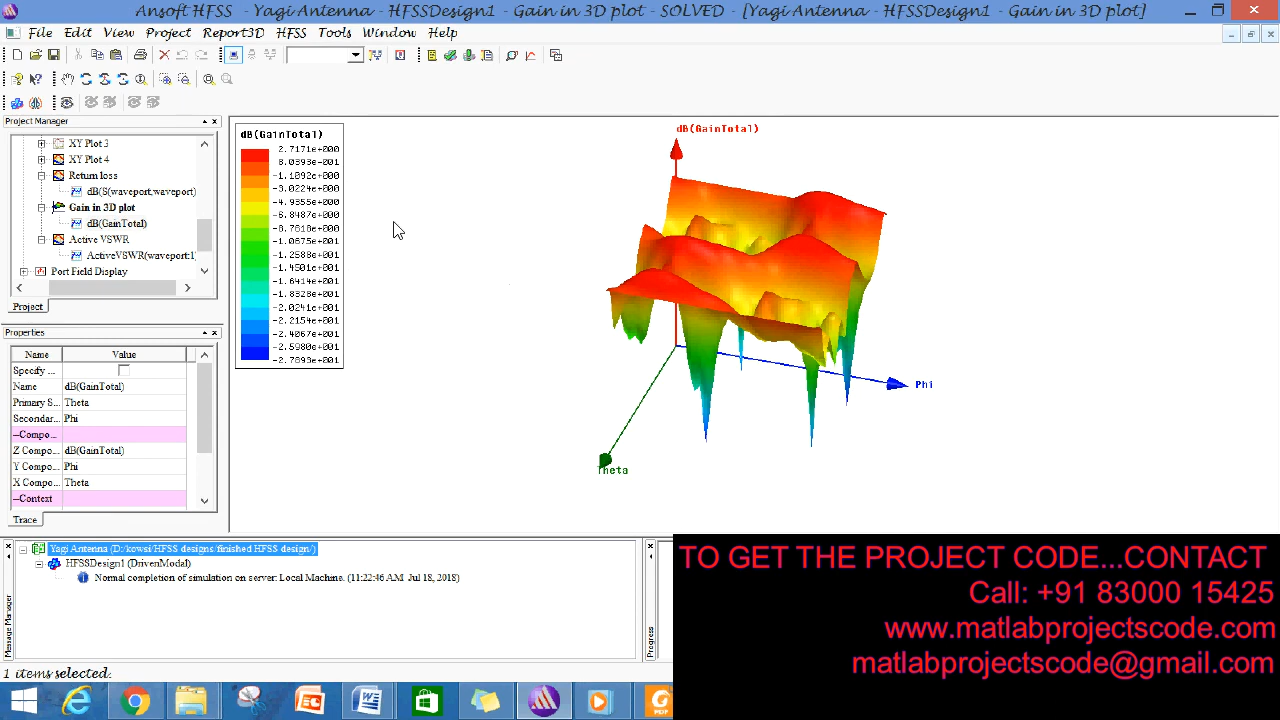 Ansoft HFSS - Yagi Antenna - HFSSDesign1 - Gain in 3D plot - SOLVED - [Yagi Antenna - HFSSDesign1 - Gain in 3D plot]
File Edit View Project Report3D HFSS Tools Window Help
Project Manager
XY Plot 3
XY Plot 4
Return loss
dB(S(waveport,waveport)
Gain in 3D plot
dB(GainTotal)
Active VSWR
ActiveVSWR(waveport:1
Port Field Display
Project
Properties
Name Value
Specify ...
Name dB(GainTotal)
Primary S... Theta
Secondar... Phi
--Compo...
Z Compo... dB(GainTotal)
Y Compo... Phi
X Compo... Theta
--Context
Trace
dB(GainTotal)
2.7171e+000
8.0393e-001
-1.1092e+000
-3.0224e+000
-4.9355e+000
-6.8487e+000
-8.7618e+000
-1.0675e+001
-1.2588e+001
-1.4501e+001
-1.6414e+001
-1.8328e+001
-2.0241e+001
-2.2154e+001
-2.4067e+001
-2.5980e+001
-2.7893e+001
dB(GainTotal)
Phi
Theta
Yagi Antenna (D:/kowsi/HFSS designs/finished HFSS design/)
HFSSDesign1 (DrivenModal)
Normal completion of simulation on server: Local Machine. (11:22:46 AM Jul 18, 2018)
Message Manager
Progress
1 items selected.
TO GET THE PROJECT CODE...CONTACT
Call: +91 83000 15425
www.matlabprojectscode.com
matlabprojectscode@gmail.com
PDF